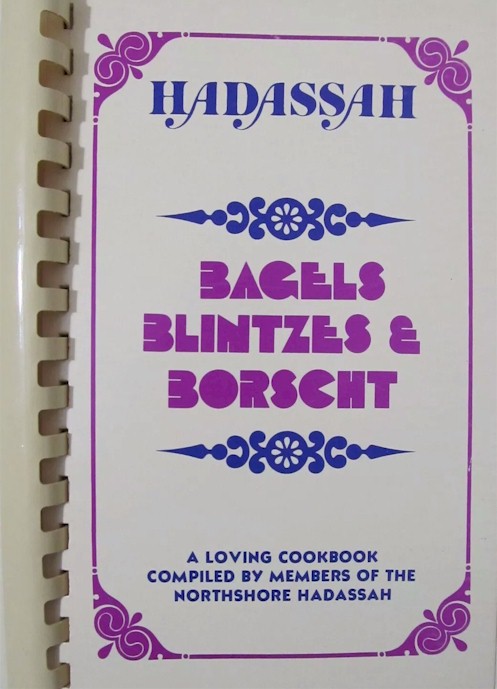 HADASSAH
BAGELS
BLINTZES &
BORSCHT
A LOVING COOKBOOK
COMPILED BY MEMBERS OF THE
NORTHSHORE HADASSAH